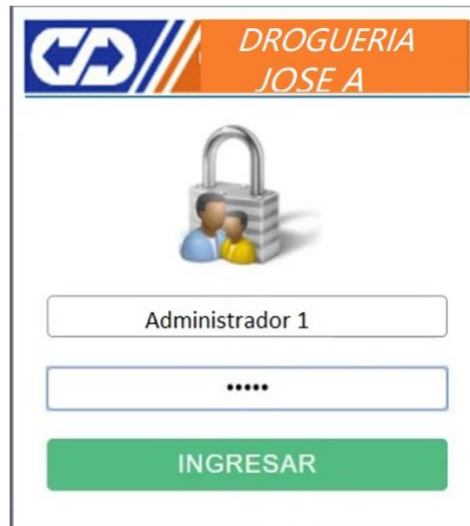 DROGUERIA
JOSE A
Administrador 1
•••••
INGRESAR